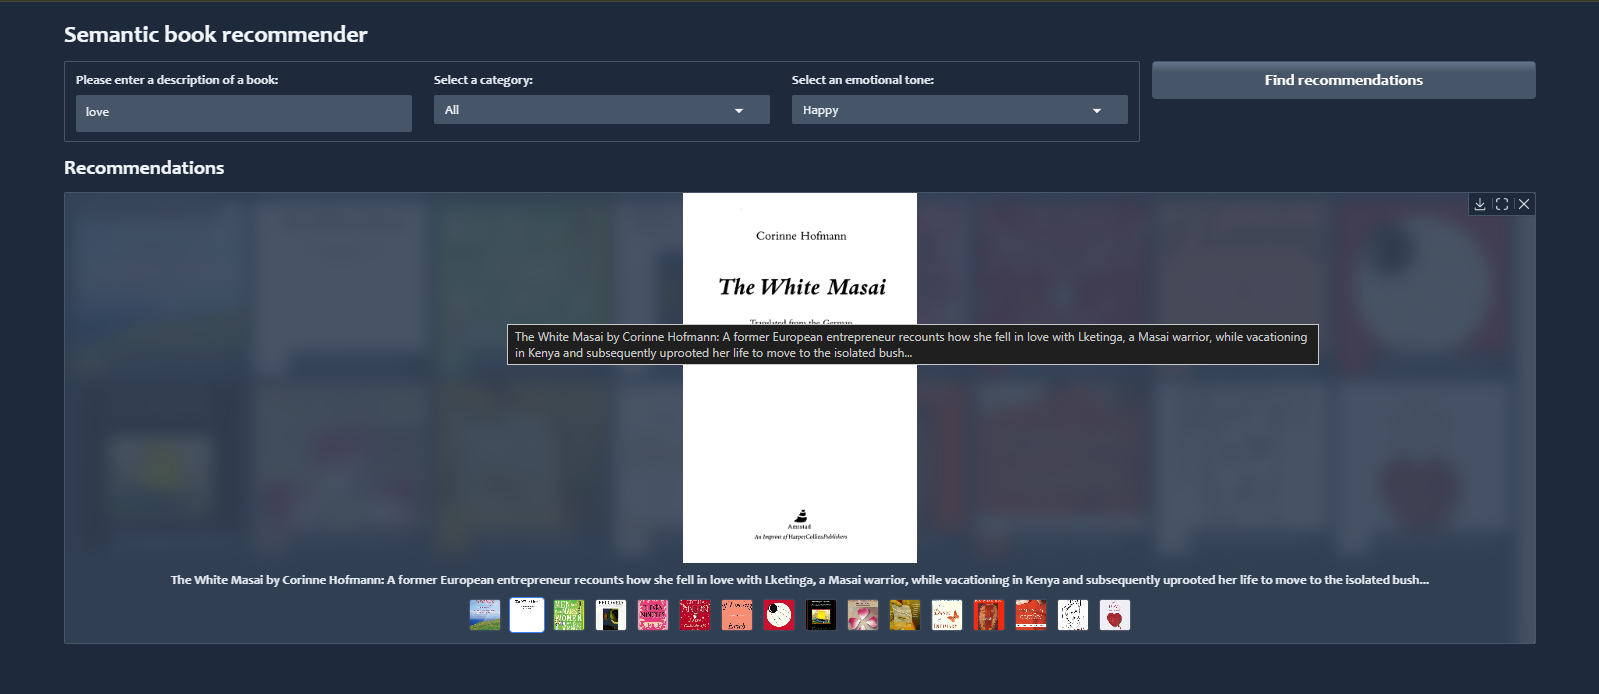 Semantic book recommender
Please enter a description of a book:
love
Select a category:
All
Select an emotional tone:
Happy
Find recommendations
Recommendations
Corinne Hofmann
The White Masai
Translated from the German
The White Masai by Corinne Hofmann: A former European entrepreneur recounts how she fell in love with Lketinga, a Masai warrior, while vacationing
in Kenya and subsequently uprooted her life to move to the isolated bush...
Amistad
An Imprint of HarperCollinsPublishers
The White Masai by Corinne Hofmann: A former European entrepreneur recounts how she fell in love with Lketinga, a Masai warrior, while vacationing in Kenya and subsequently uprooted her life to move to the isolated bush...